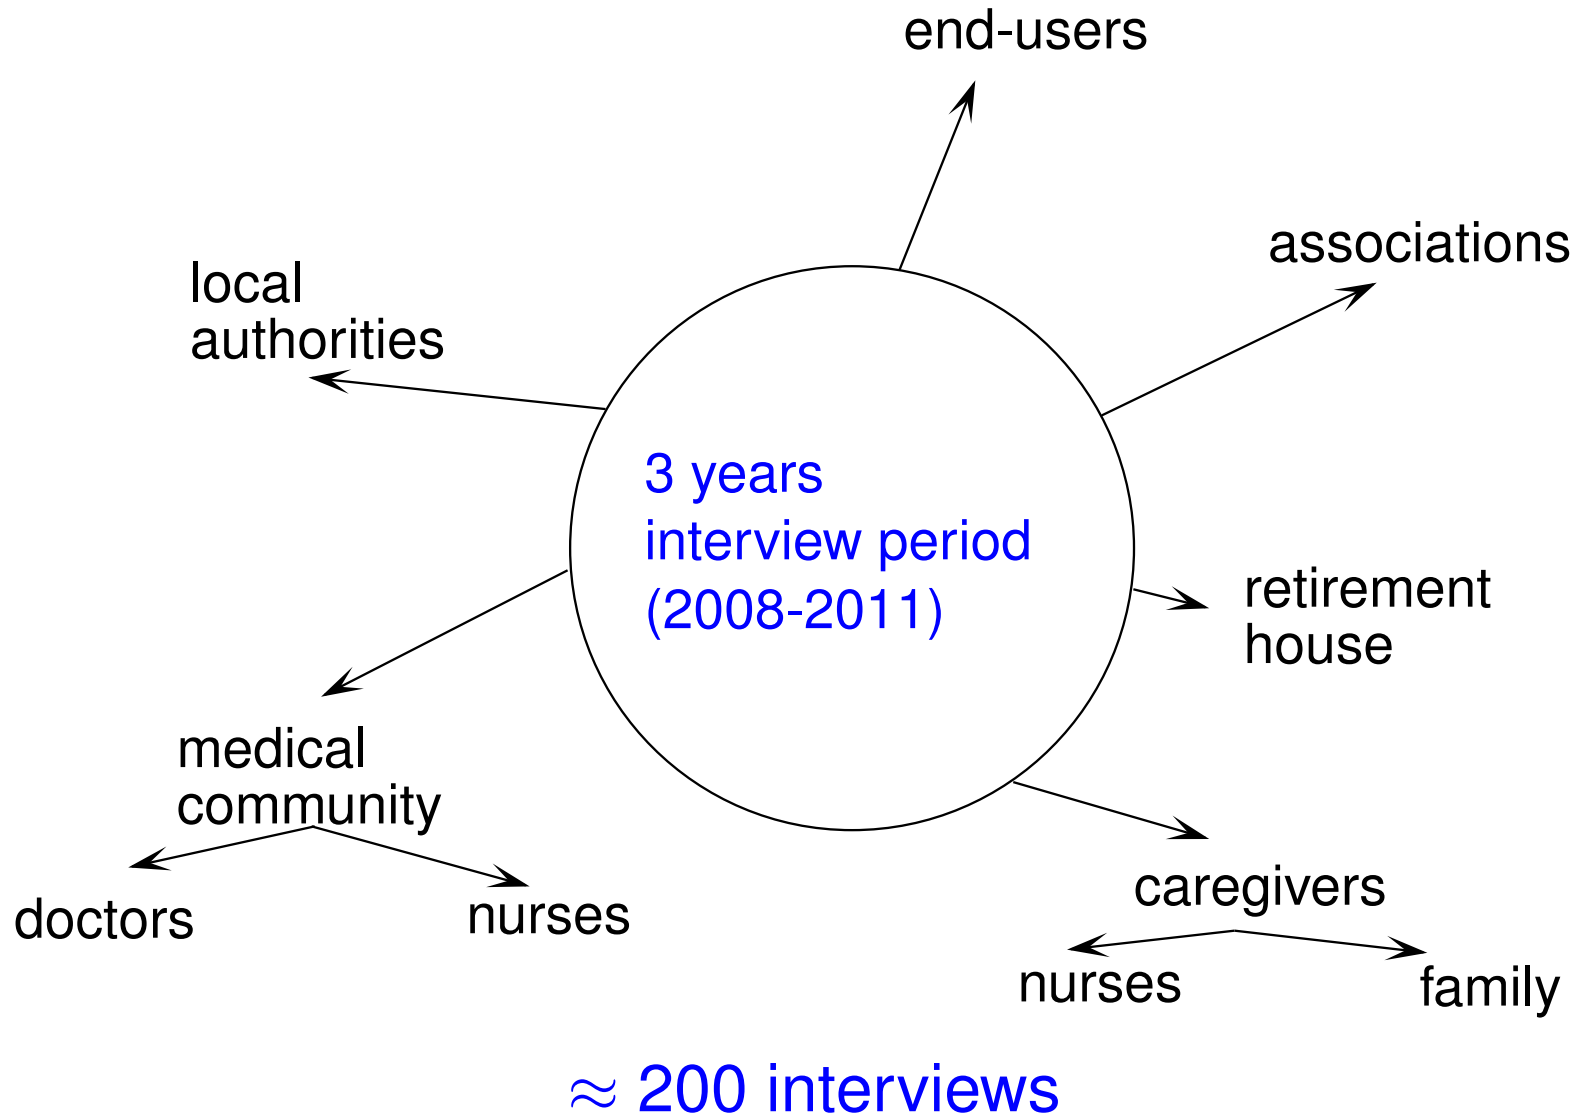 end-users
associations
local
authorities
3 years
interview period
(2008-2011)
retirement
house
medical
community
doctors
nurses
caregivers
nurses
family
≈ 200 interviews